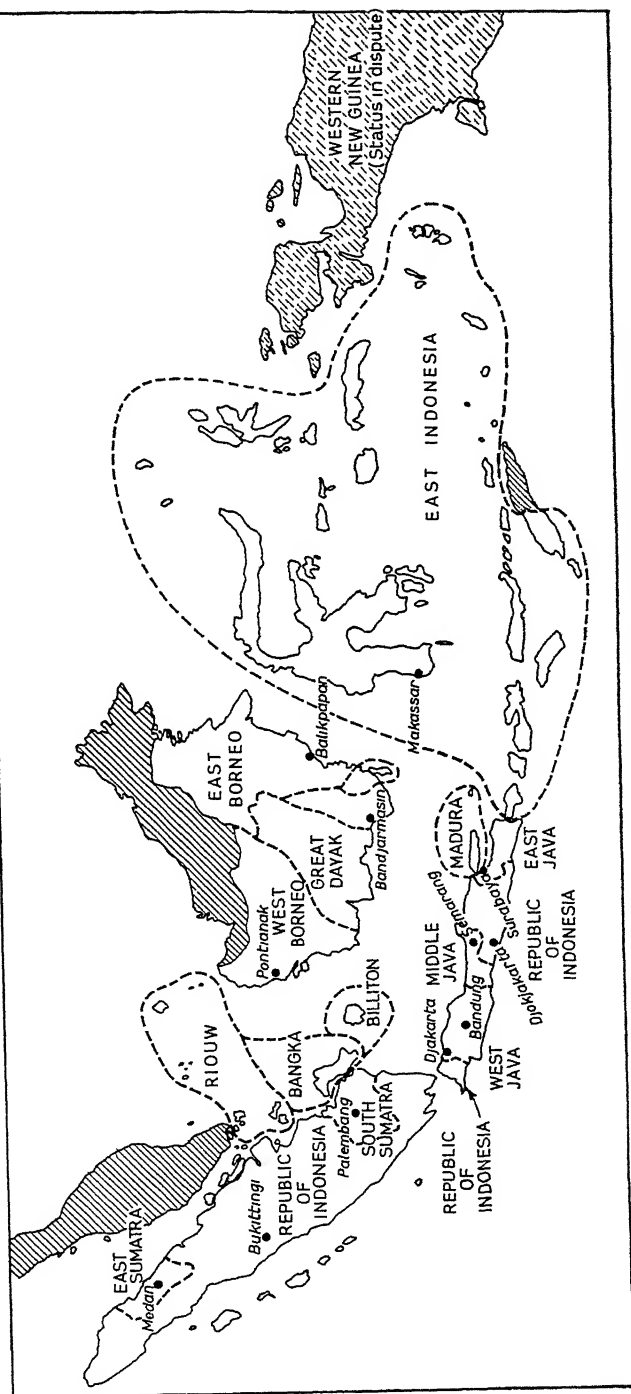 EAST
SUMATRA
Medan
Bukittingi
REPUBLIC
OF
INDONESIA
Palembang
SOUTH
SUMATRA
RIOUW
BANGKA
BILLITON
REPUBLIC
OF
INDONESIA
Pontianak
WEST
BORNEO
GREAT
DAYAK
EAST
BORNEO
Balikpapan
Bandjarmasin
Djakarta
Bandung
WEST
JAVA
MIDDLE
JAVA
Semarang
Djokjakarta
Surabaya
REPUBLIC
OF
INDONESIA
MADURA
EAST
JAVA
Makassar
EAST INDONESIA
WESTERN
NEW GUINEA
(Status in dispute)